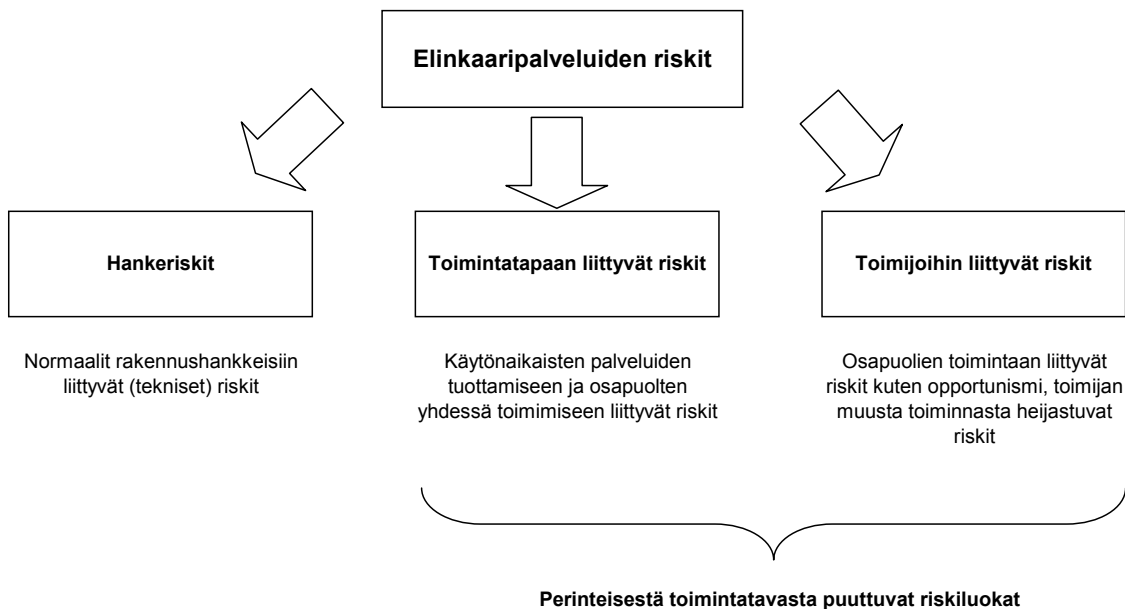 Elinkaaripalveluiden riskit
Hankeriskit
Toimintatapaan liittyvät riskit
Toimijoihin liittyvät riskit
Normaalit rakennushankkeisiin
liittyvät (tekniset) riskit
Käytönaikaisten palveluiden
tuottamiseen ja osapuolten
yhdessä toimimiseen liittyvät riskit
Osapuolien toimintaan liittyvät
riskit kuten opportunismi, toimijan
muusta toiminnasta heijastuvat
riskit
Perinteisestä toimintatavasta puuttuvat riskiluokat